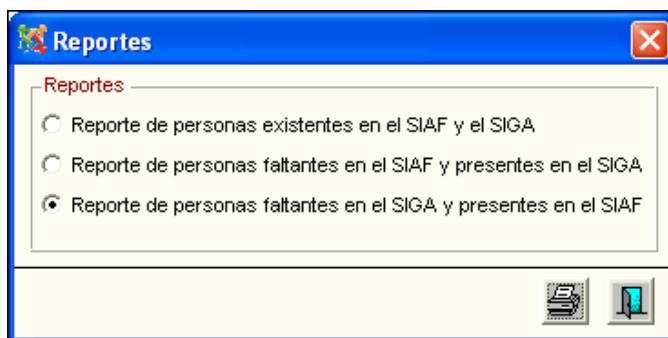 Reportes
Reportes
Reporte de personas existentes en el SIAF y el SIGA
Reporte de personas faltantes en el SIAF y presentes en el SIGA
Reporte de personas faltantes en el SIGA y presentes en el SIAF